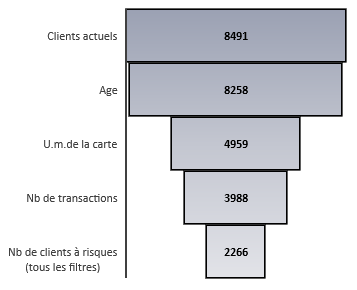 Clients actuels 8491
Age 8258
U.m.de la carte 4959
Nb de transactions 3988
Nb de clients à risques 2266
(tous les filtres)